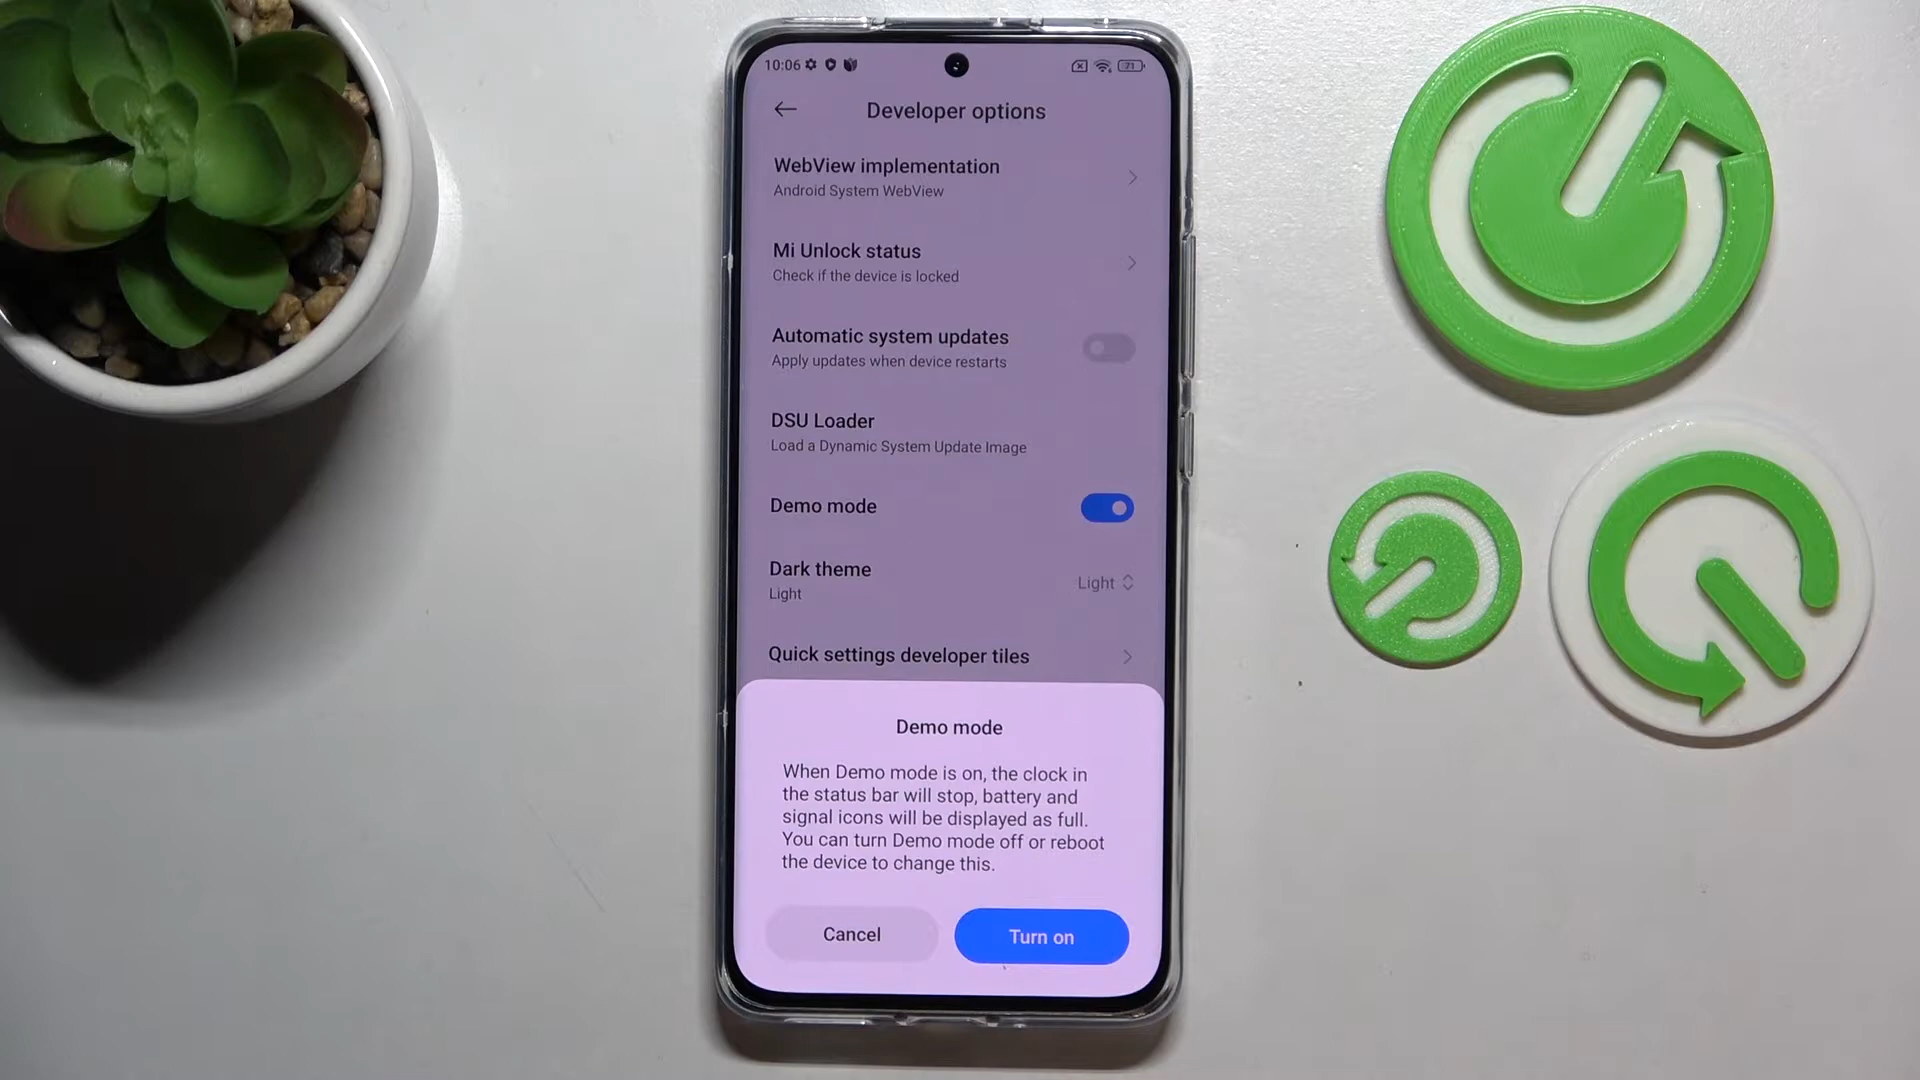 10:06
71
Developer options
WebView implementation
Android System WebView
Mi Unlock status
Check if the device is locked
Automatic system updates
Apply updates when device restarts
DSU Loader
Load a Dynamic System Update Image
Demo mode
Dark theme
Light
Light
Quick settings developer tiles
Demo mode
When Demo mode is on, the clock in
the status bar will stop, battery and
signal icons will be displayed as full.
You can turn Demo mode off or reboot
the device to change this.
Cancel
Turn on